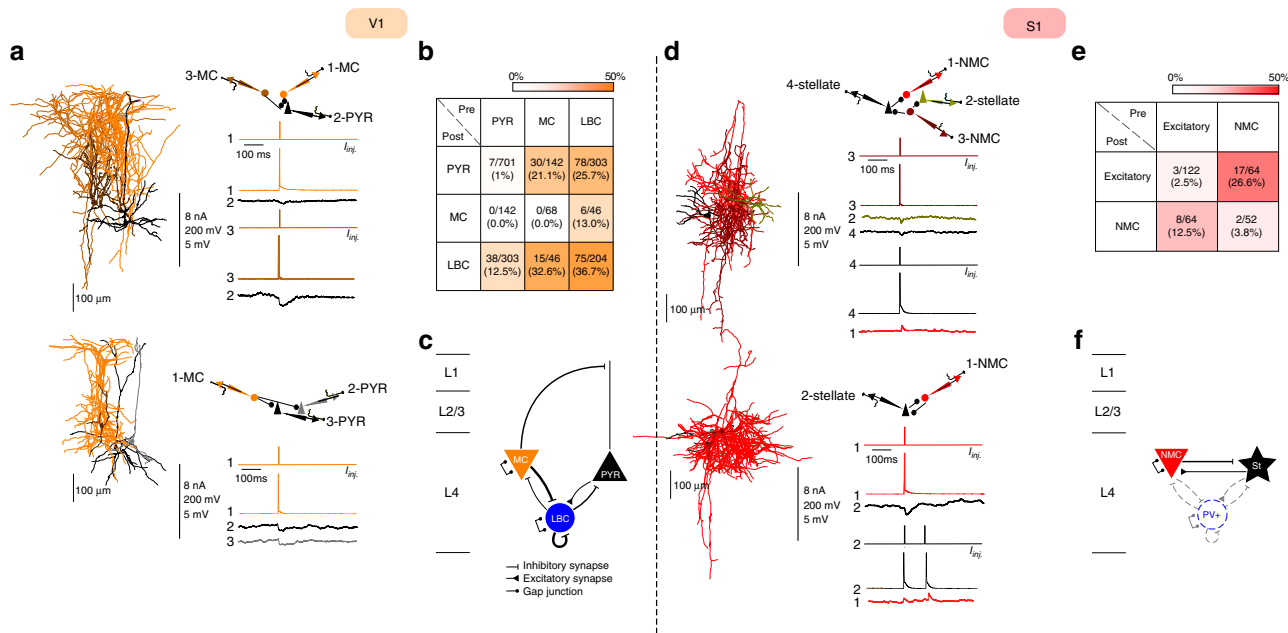 V1
a
3-MC
1-MC
2-PYR
1
100 ms
Iinj.
1
2
3
Iinj.
3
2
8 nA
200 mV
5 mV
100 µm
1-MC
2-PYR
3-PYR
1
100ms
Iinj.
1
2
3
8 nA
200 mV
5 mV
100 µm
b
0% 50%
Pre
Post
PYR MC LBC
PYR 7/701 (1%) 30/142 (21.1%) 78/303 (25.7%)
MC 0/142 (0.0%) 0/68 (0.0%) 6/46 (13.0%)
LBC 38/303 (12.5%) 15/46 (32.6%) 75/204 (36.7%)
c
L1
L2/3
L4
MC
PYR
LBC
Inhibitory synapse
Excitatory synapse
Gap junction
S1
d
4-stellate
1-NMC
2-stellate
3-NMC
3
100 ms
Iinj.
3
2
4
4
Iinj.
4
1
8 nA
200 mV
5 mV
100 µm
1-NMC
2-stellate
1
100ms
Iinj.
1
2
2
Iinj.
2
1
8 nA
200 mV
5 mV
100 µm
e
0% 50%
Pre
Post
Excitatory NMC
Excitatory 3/122 (2.5%) 17/64 (26.6%)
NMC 8/64 (12.5%) 2/52 (3.8%)
f
L1
L2/3
L4
NMC
St
PV+